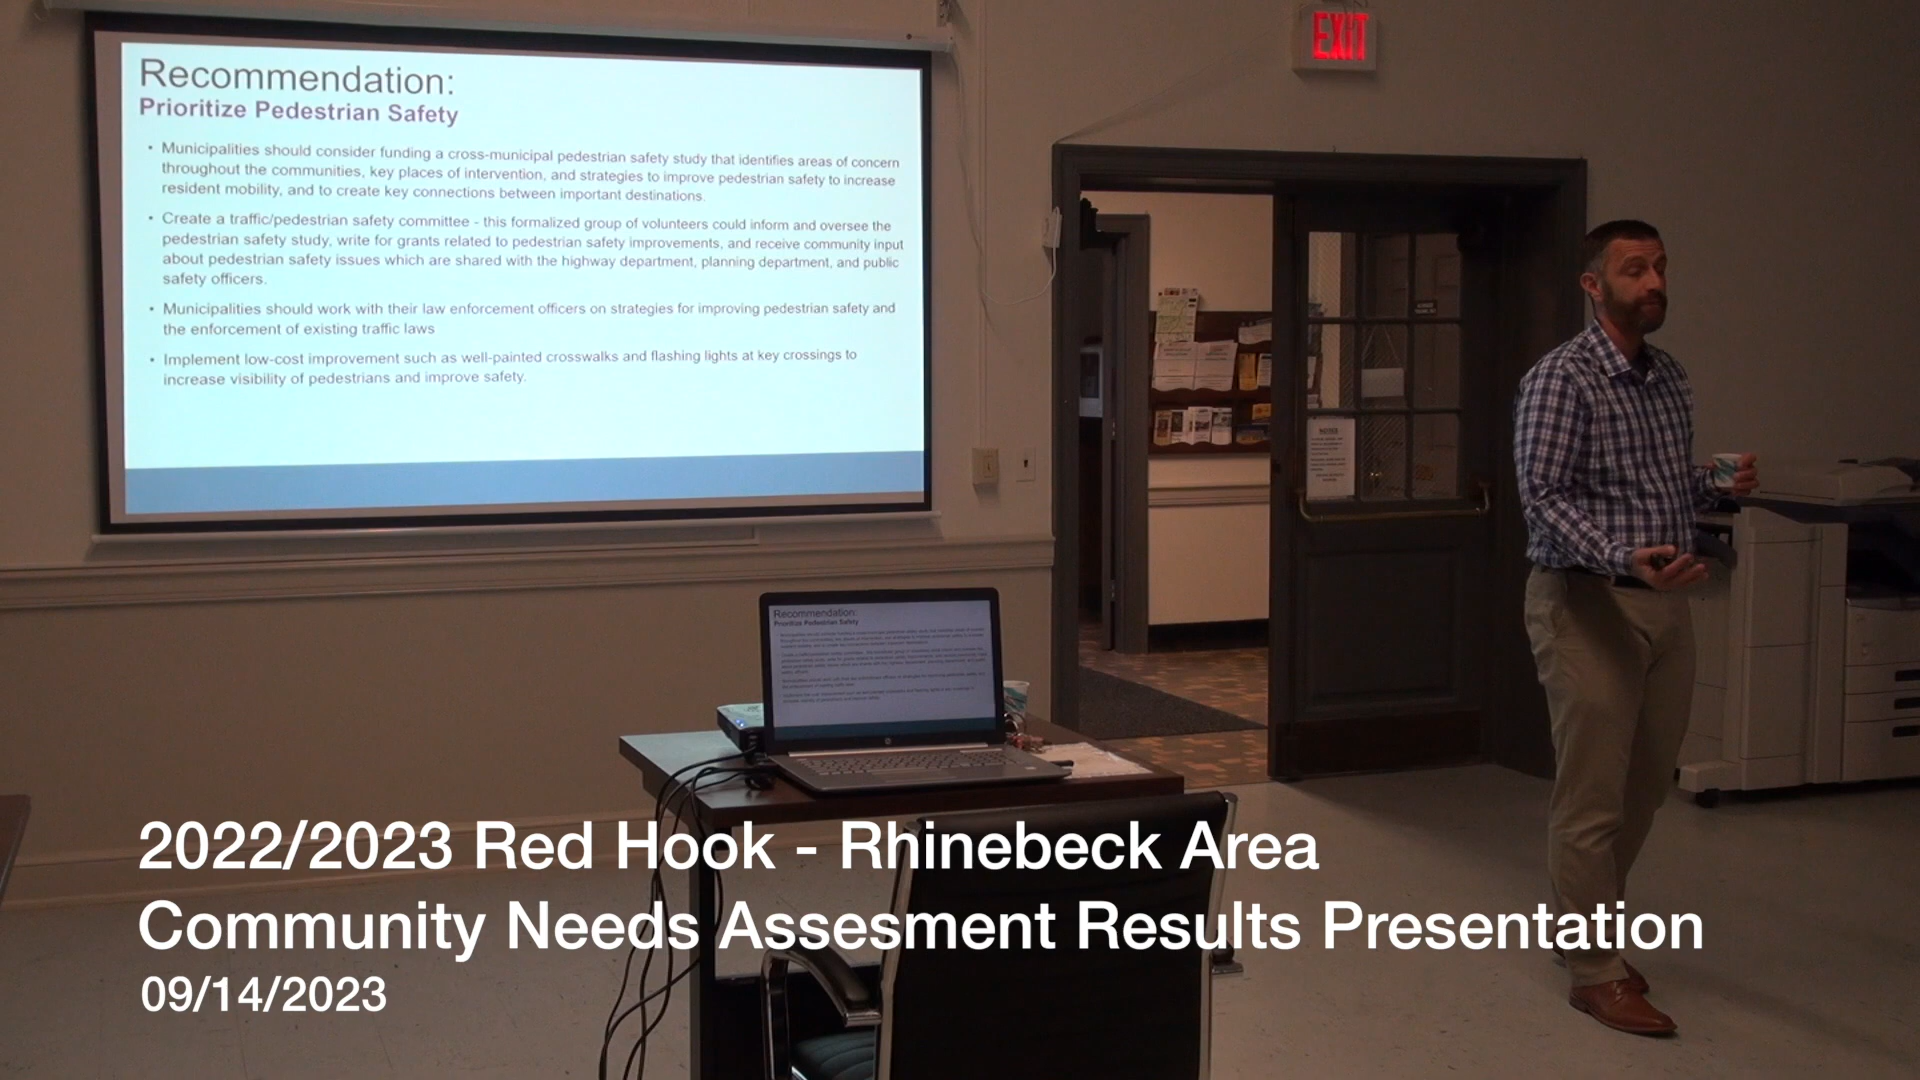 EXIT
Recommendation:
Prioritize Pedestrian Safety
• Municipalities should consider funding a cross-municipal pedestrian safety study that identifies areas of concern
throughout the communities, key places of intervention, and strategies to improve pedestrian safety to increase
resident mobility, and to create key connections between important destinations.
• Create a traffic/pedestrian safety committee - this formalized group of volunteers could inform and oversee the
pedestrian safety study, write for grants related to pedestrian safety improvements, and receive community input
about pedestrian safety issues which are shared with the highway department, planning department, and public
safety officers.
• Municipalities should work with their law enforcement officers on strategies for improving pedestrian safety and
the enforcement of existing traffic laws
• Implement low-cost improvement such as well-painted crosswalks and flashing lights at key crossings to
increase visibility of pedestrians and improve safety.
NOTICE
Recommendation:
Prioritize Pedestrian Safety
2022/2023 Red Hook - Rhinebeck Area
Community Needs Assesment Results Presentation
09/14/2023